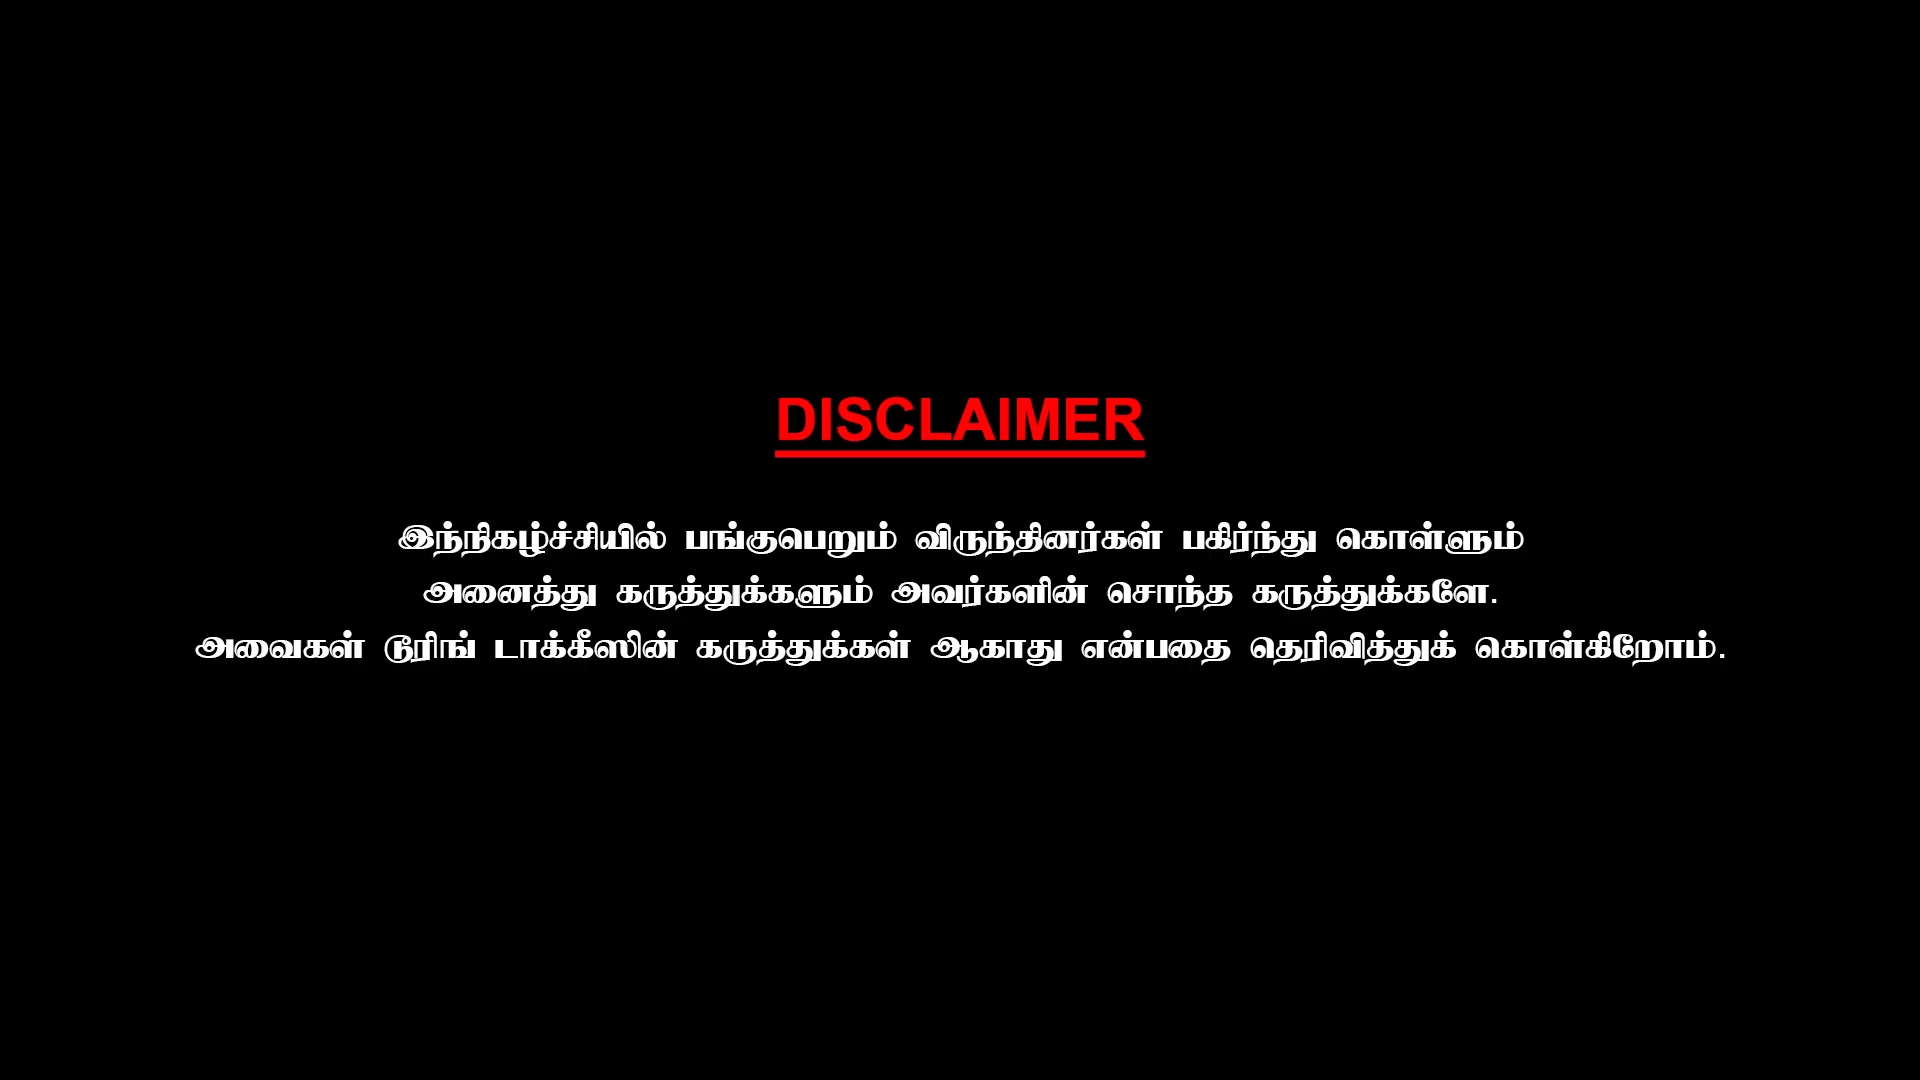 DISCLAIMER
இந்நிகழ்ச்சியில் பங்குபெறும் விருந்தினர்கள் பகிர்ந்து கொள்ளும்
அனைத்து கருத்துக்களும் அவர்களின் சொந்த கருத்துக்களே.
அவைகள் டூரிங் டாக்கீஸின் கருத்துக்கள் ஆகாது என்பதை தெரிவித்துக் கொள்கிறோம்.